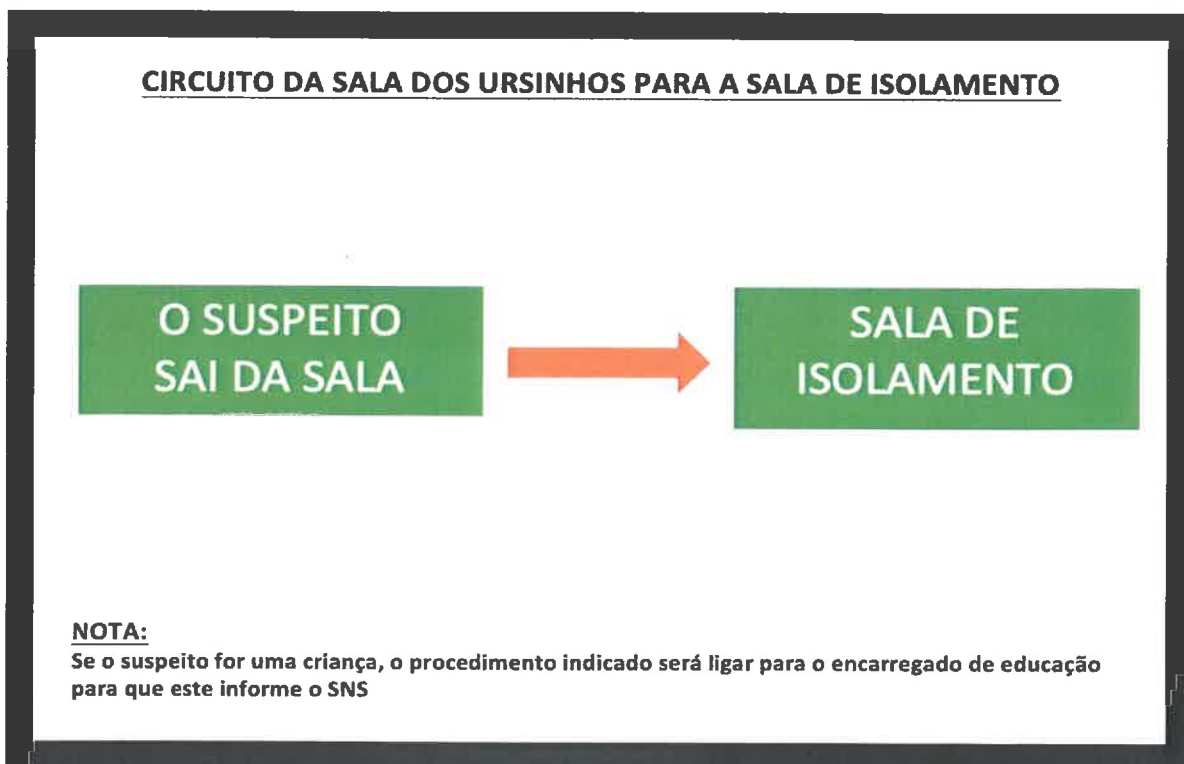 CIRCUITO DA SALA DOS URSINHOS PARA A SALA DE ISOLAMENTO
O SUSPEITO
SAI DA SALA
SALA DE
ISOLAMENTO
NOTA:
Se o suspeito for uma criança, o procedimento indicado será ligar para o encarregado de educação
para que este informe o SNS